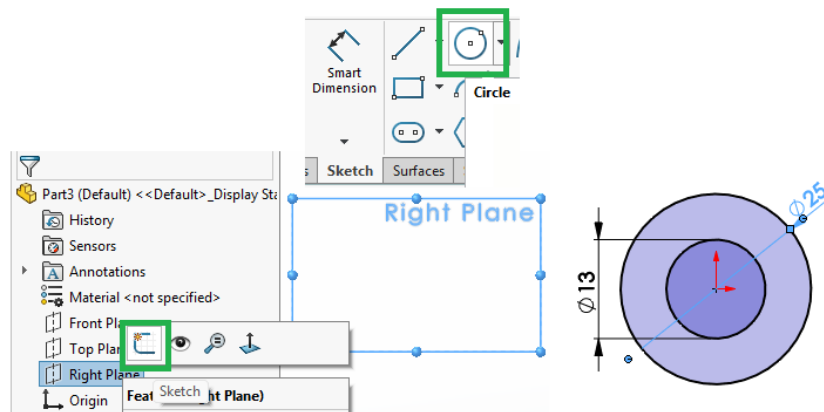 Smart
Dimension
Circle
s Sketch Surfaces
Part3 (Default) <<Default>_Display Sta
History
Sensors
Annotations
Material <not specified>
Front Pla
Top Plan
Right Plane
Origin
Sketch
Feat ht Plane)
Right Plane
Ø13
Ø25